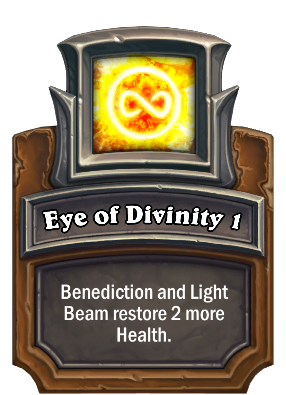 Eye of Divinity 1
Benediction and Light
Beam restore 2 more
Health.